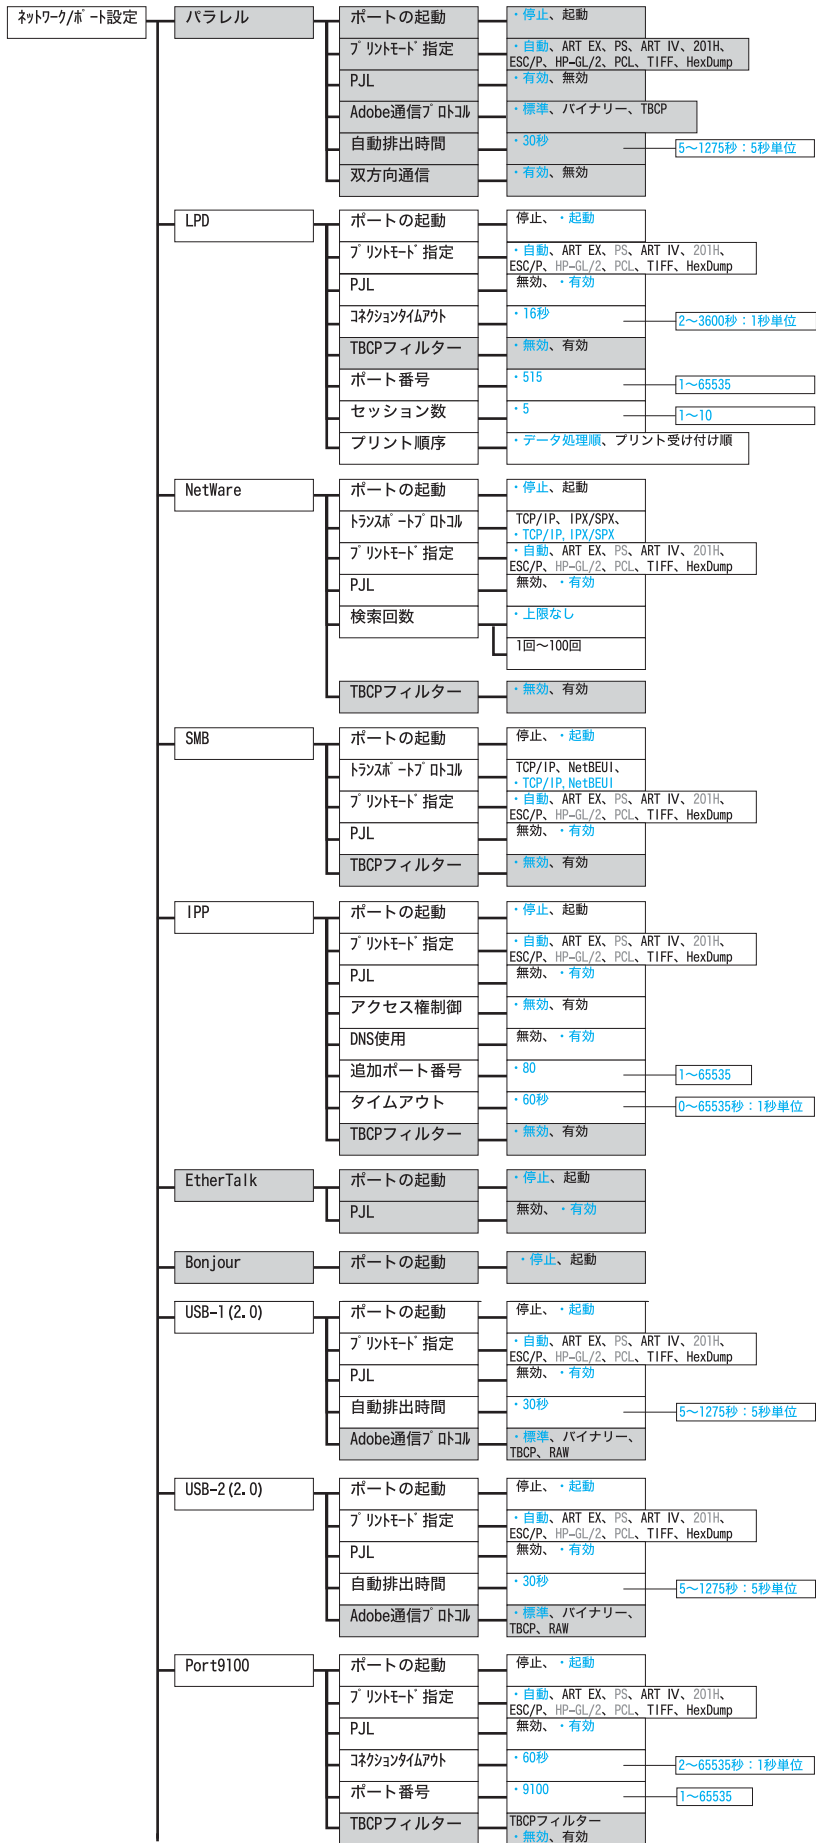 ﾈｯﾄﾜｰｸ/ﾎﾟｰﾄ設定
パラレル
ポートの起動
・停止、起動
ﾌﾟﾘﾝﾄﾓｰﾄﾞ指定
・自動、ART EX、PS、ART IV、201H、
ESC/P、HP-GL/2、PCL、TIFF、HexDump
PJL
・有効、無効
Adobe通信ﾌﾟﾛﾄｺﾙ
・標準、バイナリー、TBCP
自動排出時間
・30秒
5～1275秒：5秒単位
双方向通信
・有効、無効
LPD
ポートの起動
停止、・起動
ﾌﾟﾘﾝﾄﾓｰﾄﾞ指定
・自動、ART EX、PS、ART IV、201H、
ESC/P、HP-GL/2、PCL、TIFF、HexDump
PJL
無効、・有効
ｺﾈｸｼｮﾝﾀｲﾑｱｳﾄ
・16秒
2～3600秒：1秒単位
TBCPフィルター
・無効、有効
ポート番号
・515
1～65535
セッション数
・5
1～10
プリント順序
・データ処理順、プリント受け付け順
NetWare
ポートの起動
・停止、起動
ﾄﾗﾝｽﾎﾟｰﾄﾌﾟﾛﾄｺﾙ
TCP/IP、IPX/SPX、
・TCP/IP,IPX/SPX
ﾌﾟﾘﾝﾄﾓｰﾄﾞ指定
・自動、ART EX、PS、ART IV、201H、
ESC/P、HP-GL/2、PCL、TIFF、HexDump
PJL
無効、・有効
検索回数
・上限なし
1回～100回
TBCPフィルター
・無効、有効
SMB
ポートの起動
停止、・起動
ﾄﾗﾝｽﾎﾟｰﾄﾌﾟﾛﾄｺﾙ
TCP/IP、NetBEUI、
・TCP/IP,NetBEUI
ﾌﾟﾘﾝﾄﾓｰﾄﾞ指定
・自動、ART EX、PS、ART IV、201H、
ESC/P、HP-GL/2、PCL、TIFF、HexDump
PJL
無効、・有効
TBCPフィルター
・無効、有効
IPP
ポートの起動
・停止、起動
ﾌﾟﾘﾝﾄﾓｰﾄﾞ指定
・自動、ART EX、PS、ART IV、201H、
ESC/P、HP-GL/2、PCL、TIFF、HexDump
PJL
無効、・有効
アクセス権制御
・無効、有効
DNS使用
無効、・有効
追加ポート番号
・80
1～65535
タイムアウト
・60秒
0～65535秒：1秒単位
TBCPフィルター
・無効、有効
EtherTalk
ポートの起動
・停止、起動
PJL
無効、・有効
Bonjour
ポートの起動
・停止、起動
USB-1(2.0)
ポートの起動
停止、・起動
ﾌﾟﾘﾝﾄﾓｰﾄﾞ指定
・自動、ART EX、PS、ART IV、201H、
ESC/P、HP-GL/2、PCL、TIFF、HexDump
PJL
無効、・有効
自動排出時間
・30秒
5～1275秒：5秒単位
Adobe通信ﾌﾟﾛﾄｺﾙ
・標準、バイナリー、
TBCP、RAW
USB-2(2.0)
ポートの起動
停止、・起動
ﾌﾟﾘﾝﾄﾓｰﾄﾞ指定
・自動、ART EX、PS、ART IV、201H、
ESC/P、HP-GL/2、PCL、TIFF、HexDump
PJL
無効、・有効
自動排出時間
・30秒
5～1275秒：5秒単位
Adobe通信ﾌﾟﾛﾄｺﾙ
・標準、バイナリー、
TBCP、RAW
Port9100
ポートの起動
停止、・起動
ﾌﾟﾘﾝﾄﾓｰﾄﾞ指定
・自動、ART EX、PS、ART IV、201H、
ESC/P、HP-GL/2、PCL、TIFF、HexDump
PJL
無効、・有効
ｺﾈｸｼｮﾝﾀｲﾑｱｳﾄ
・60秒
2～65535秒：1秒単位
ポート番号
・9100
1～65535
TBCPフィルター
TBCPフィルター
・無効、有効